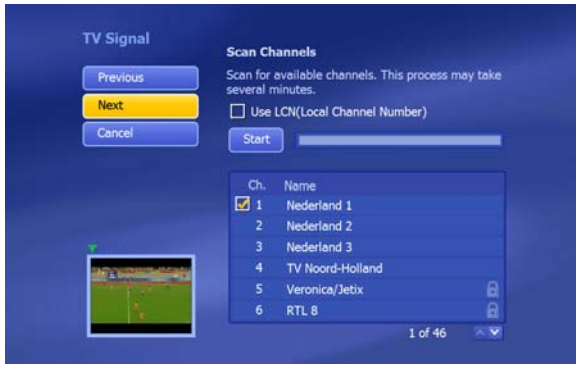 TV Signal
Previous
Next
Cancel
Scan Channels
Scan for available channels. This process may take
several minutes.
Use LCN(Local Channel Number)
Start
Ch. Name
1 Nederland 1
2 Nederland 2
3 Nederland 3
4 TV Noord-Holland
5 Veronica/Jetix
6 RTL 8
1 of 46